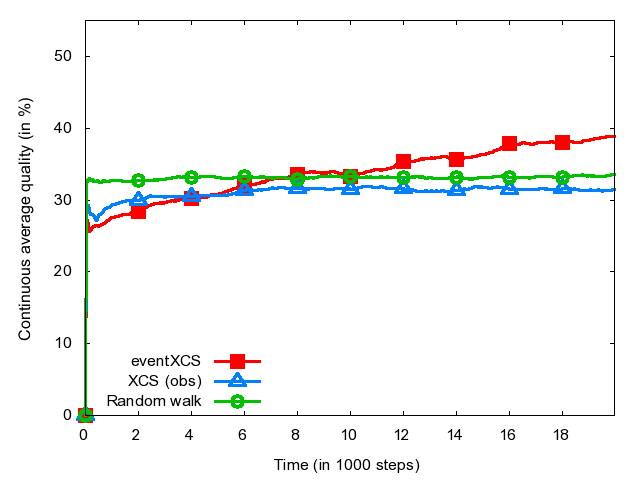 Continuous average quality (in %)
50
40
30
20
10
0
eventXCS
XCS (obs)
Random walk
0 2 4 6 8 10 12 14 16 18
Time (in 1000 steps)